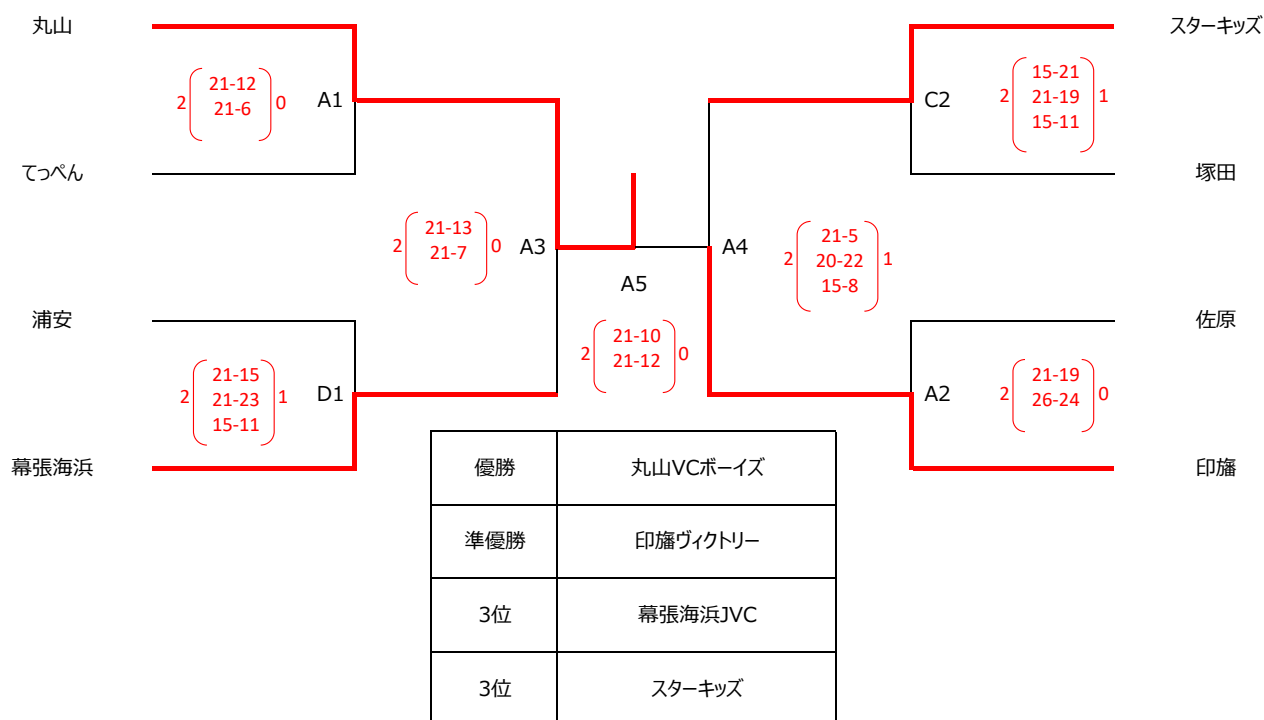 丸山
スターキッズ
2 21-12 0
21-6
A1
C2
2 15-21 1
21-19
15-11
てっぺん
塚田
2 21-13 0
21-7
A3
A4
2 21-5 1
20-22
15-8
A5
浦安
佐原
2 21-10 0
21-12
2 21-15 1
21-23
15-11
D1
A2
2 21-19 0
26-24
幕張海浜
印旛
優勝 丸山VCボーイズ
準優勝 印旛ヴィクトリー
3位 幕張海浜JVC
3位 スターキッズ